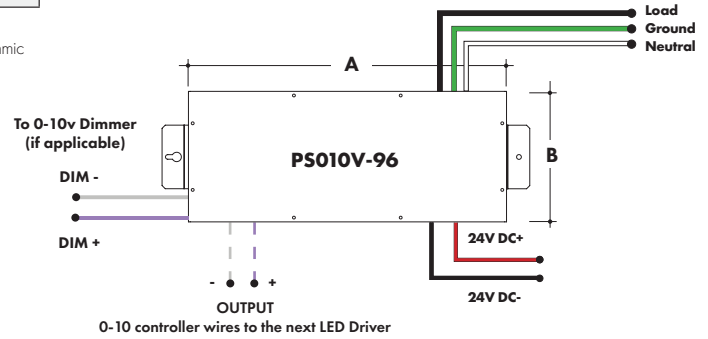 Load
Ground
Neutral
A
To 0-10v Dimmer
(if applicable)
PS010V-96
B
DIM -
DIM +
24V DC+
- +
24V DC-
OUTPUT
0-10 controller wires to the next LED Driver